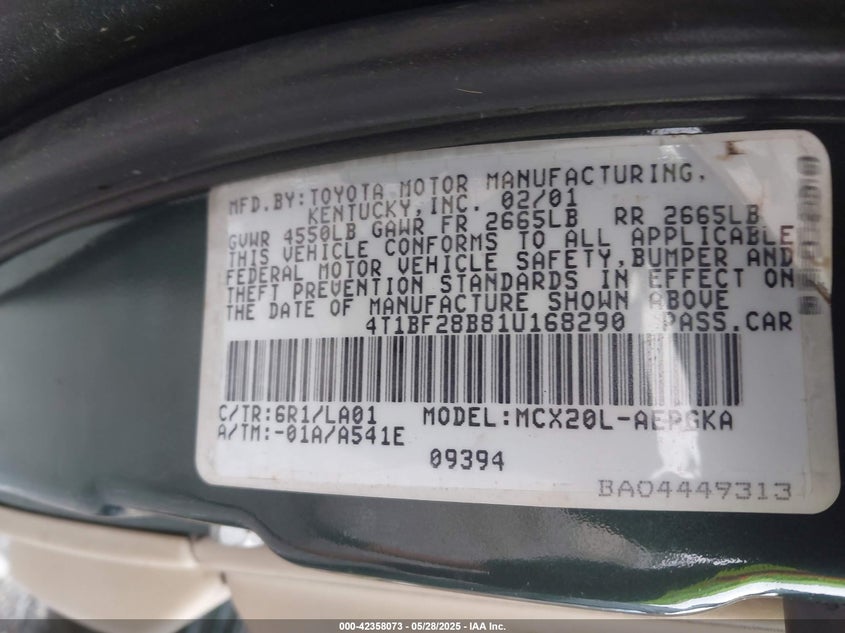 MFD.BY:TOYOTA MOTOR MANUFACTURING,
KENTUCKY,INC. 02/01
GVWR 4550LB GAWR FR 2665LB RR 2665LB
THIS VEHICLE CONFORMS TO ALL APPLICABLE
FEDERAL MOTOR VEHICLE SAFETY,BUMPER AND
THEFT PREVENTION STANDARDS IN EFFECT ON
THE DATE OF MANUFACTURE SHOWN ABOVE
4T1BF28B81U168290 PASS.CAR
C/TR:6R1/LA01 MODEL:MCX20L-AEPGKA
A/TM:-01A/A541E
09394
BA04449313
000-42358073 — 05/28/2025 — IAA Inc.